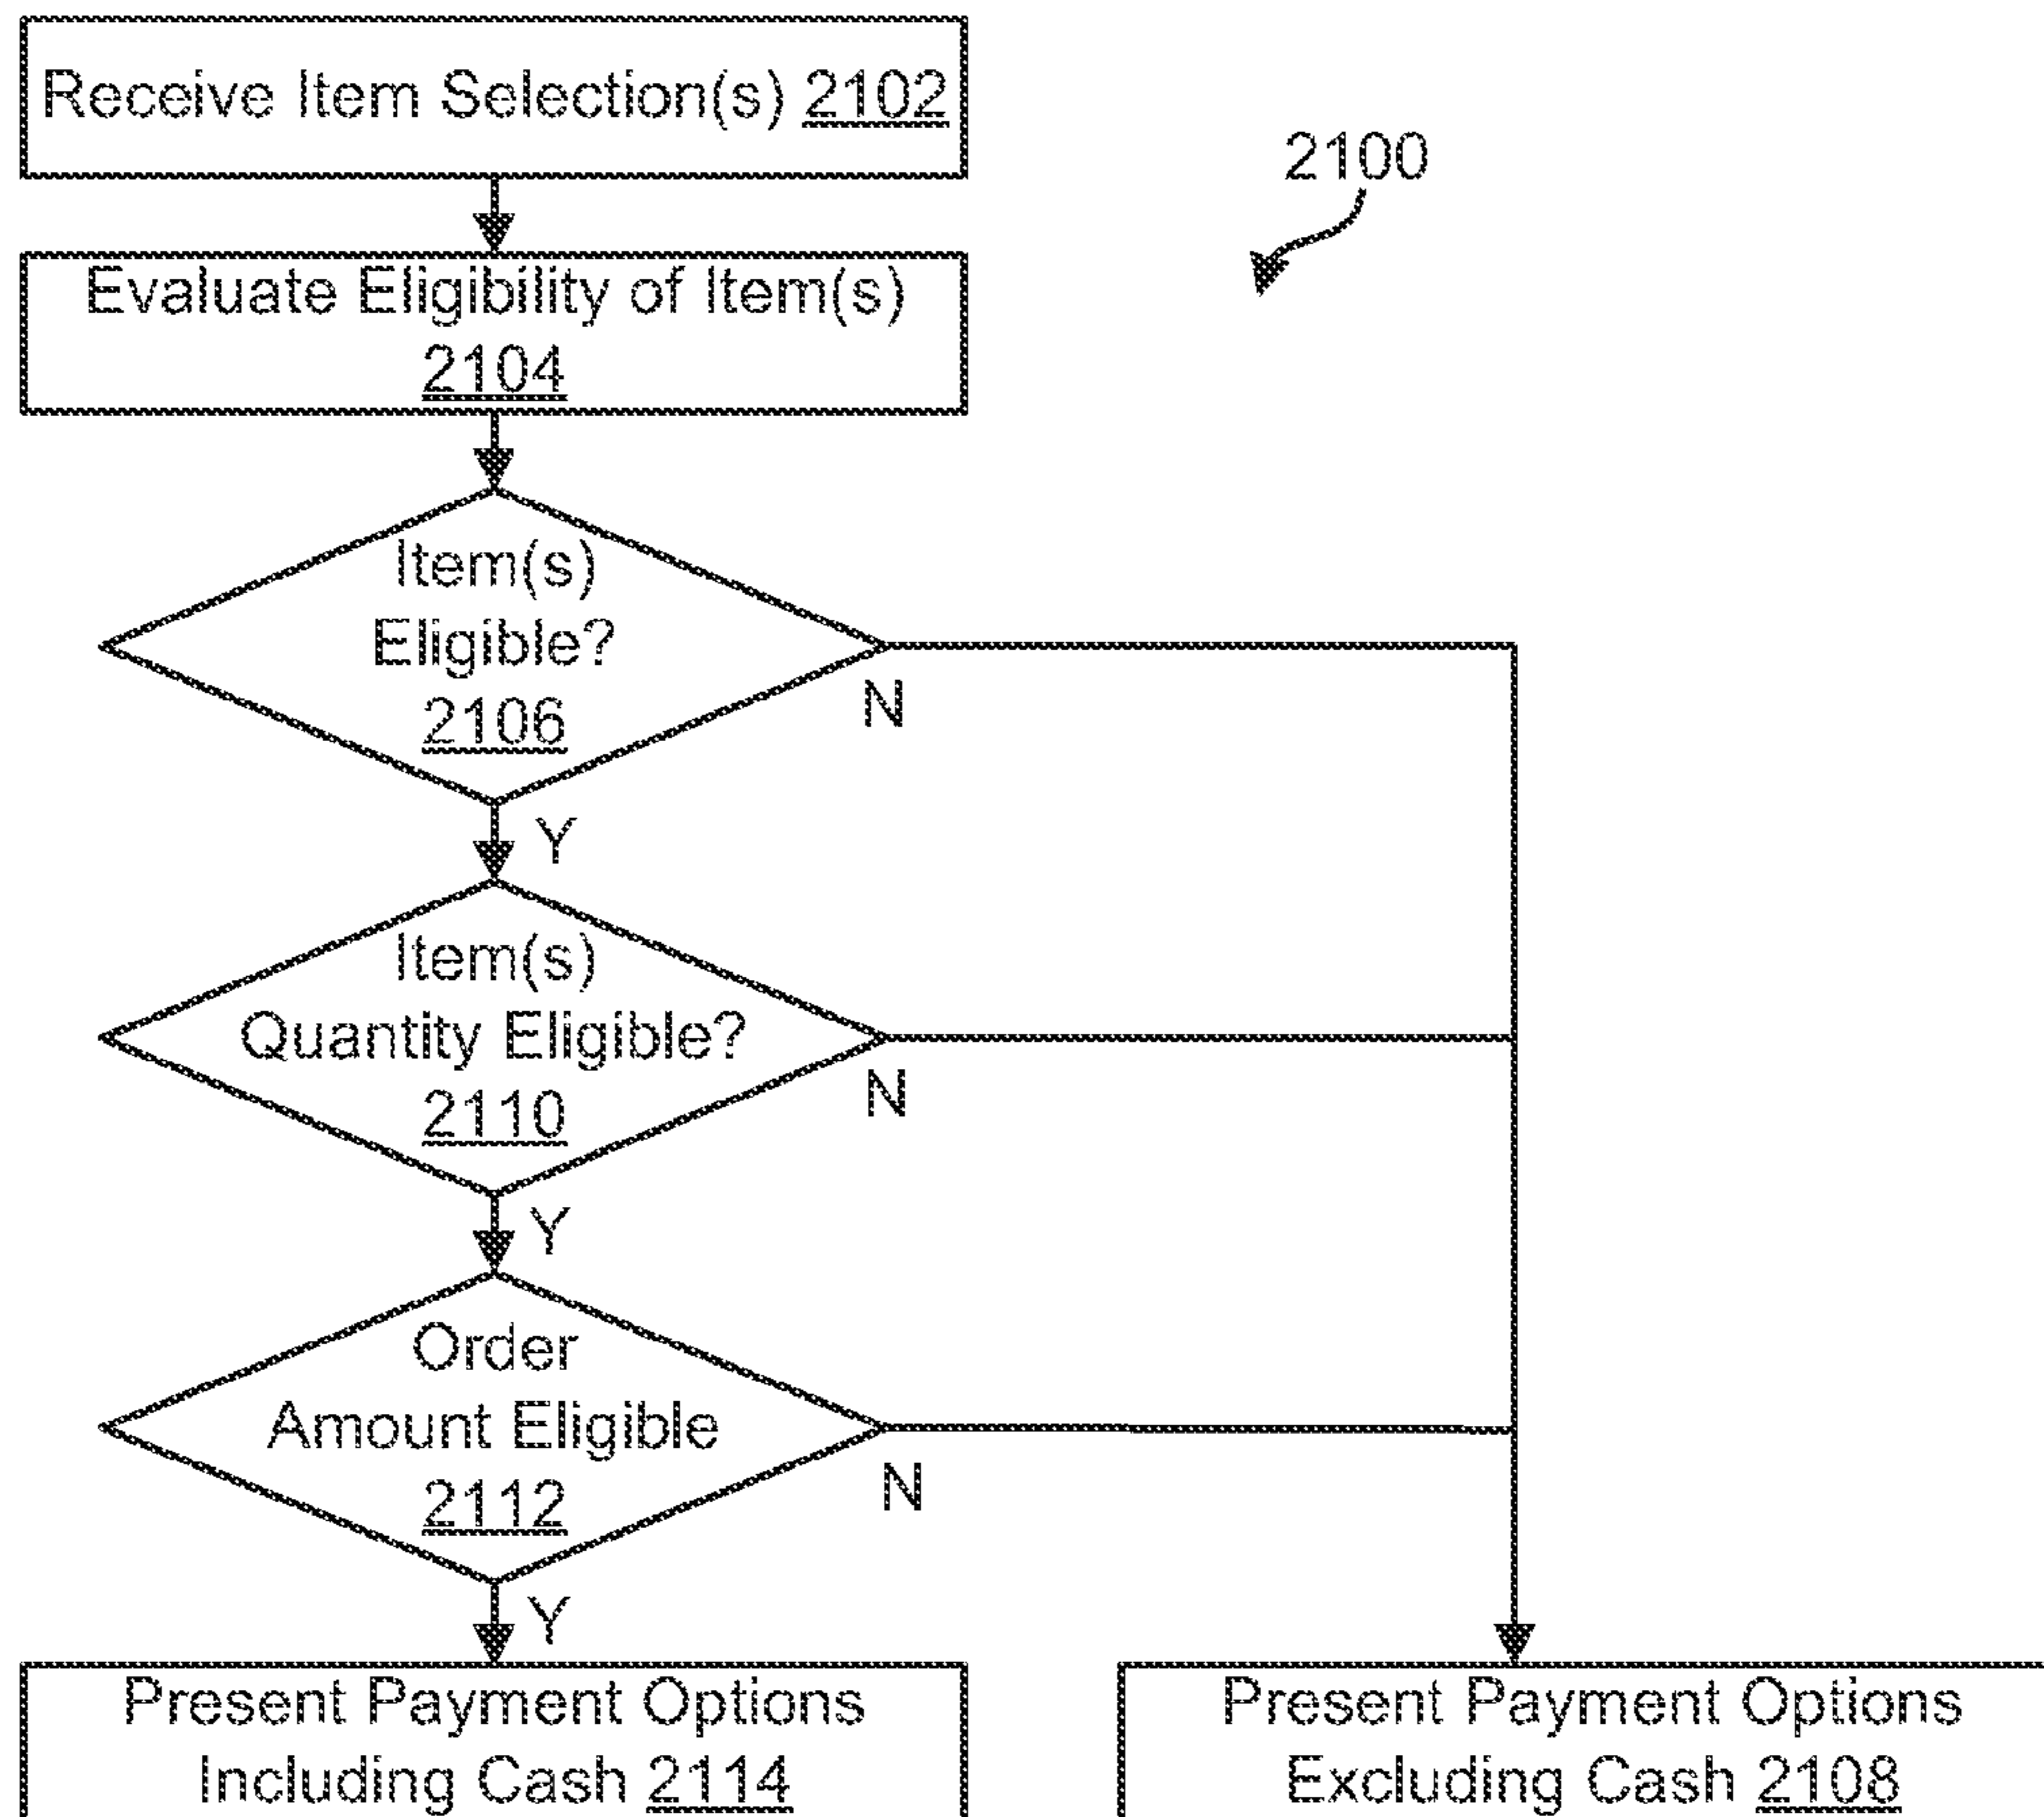 Receive Item Selection(s) 2102
2100
Evaluate Eligibility of Item(s)
2104
Item(s)
Eligible?
2106
N
Y
Item(s)
Quantity Eligible?
2110
N
Y
Order
Amount Eligible
2112
N
Y
Present Payment Options
Including Cash 2114
Present Payment Options
Excluding Cash 2108